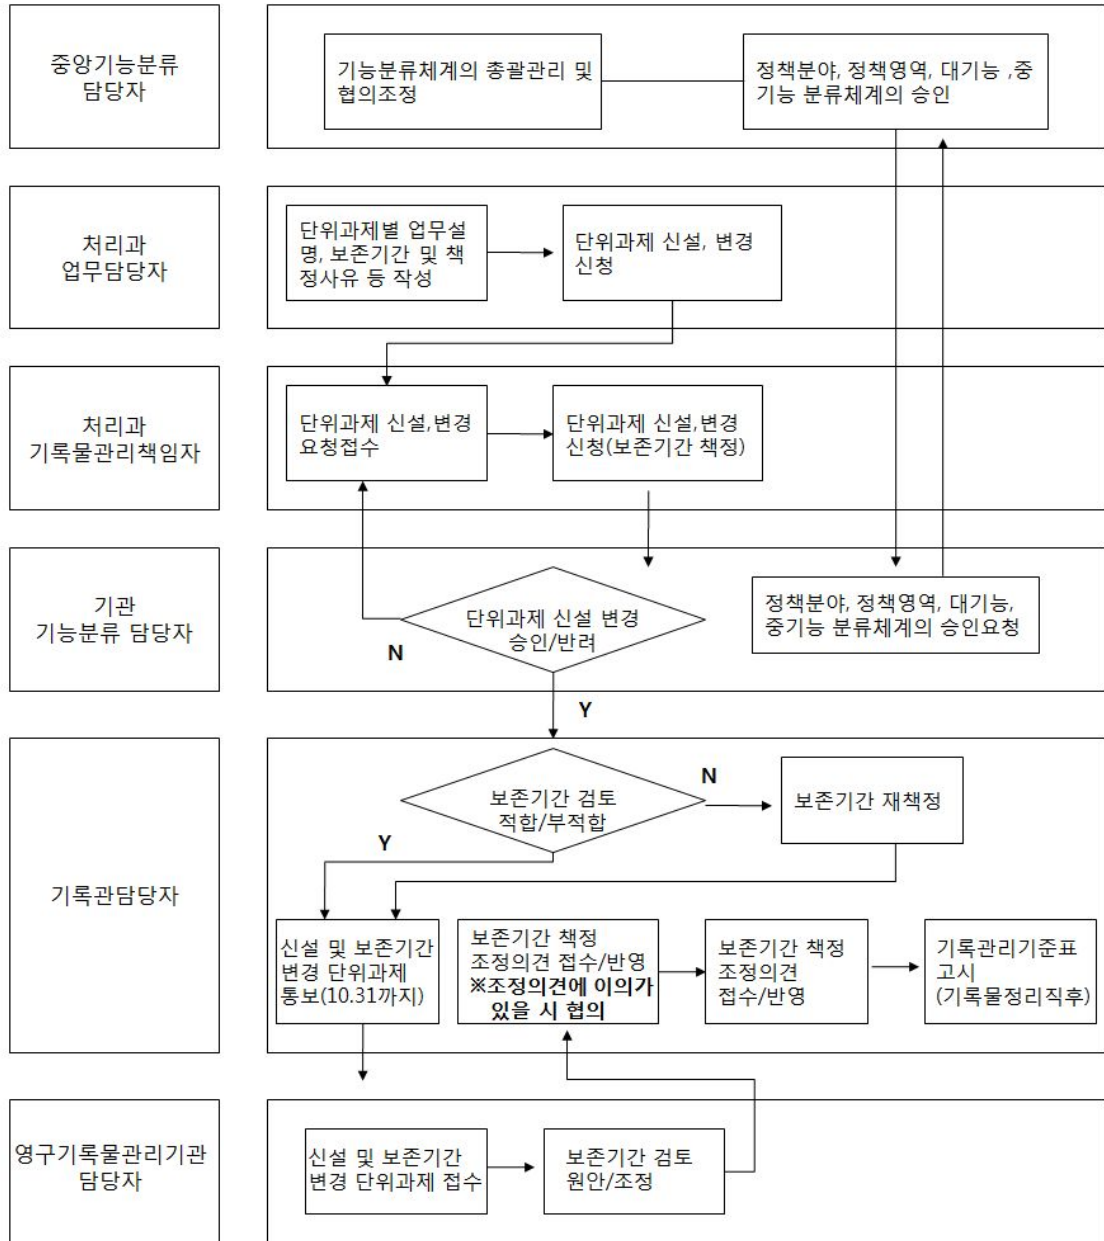 중앙기능분류
담당자
기능분류체계의 총괄관리 및
협의조정
정책분야, 정책영역, 대기능 ,중
기능 분류체계의 승인
처리과
업무담당자
단위과제별 업무설
명, 보존기간 및 책
정사유 등 작성
단위과제 신설, 변경
신청
처리과
기록물관리책임자
단위과제 신설,변경
요청접수
단위과제 신설,변경
신청(보존기간 책정)
기관
기능분류 담당자
단위과제 신설 변경
승인/반려
N
정책분야, 정책영역, 대기능,
중기능 분류체계의 승인요청
Y
기록관담당자
보존기간 검토
적합/부적합
N
보존기간 재책정
Y
신설 및 보존기간
변경 단위과제
통보(10.31까지)
보존기간 책정
조정의견 접수/반영
※조정의견에 이의가
있을 시 협의
보존기간 책정
조정의견
접수/반영
기록관리기준표
고시
(기록물정리직후)
영구기록물관리기관
담당자
신설 및 보존기간
변경 단위과제 접수
보존기간 검토
원안/조정